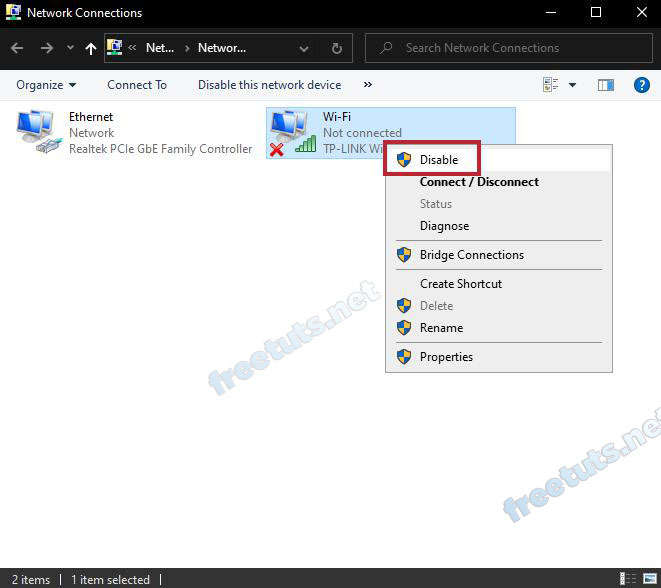 Network Connections
« Net... > Networ...
Search Network Connections
Organize
Connect To
Disable this network device
»
Ethernet
Network
Realtek PCIe GbE Family Controller
Wi-Fi
Not connected
TP-LINK Wi
Disable
Connect / Disconnect
Status
Diagnose
Bridge Connections
Create Shortcut
Delete
Rename
Properties
freetuts.net
freetuts.net
2 items
1 item selected